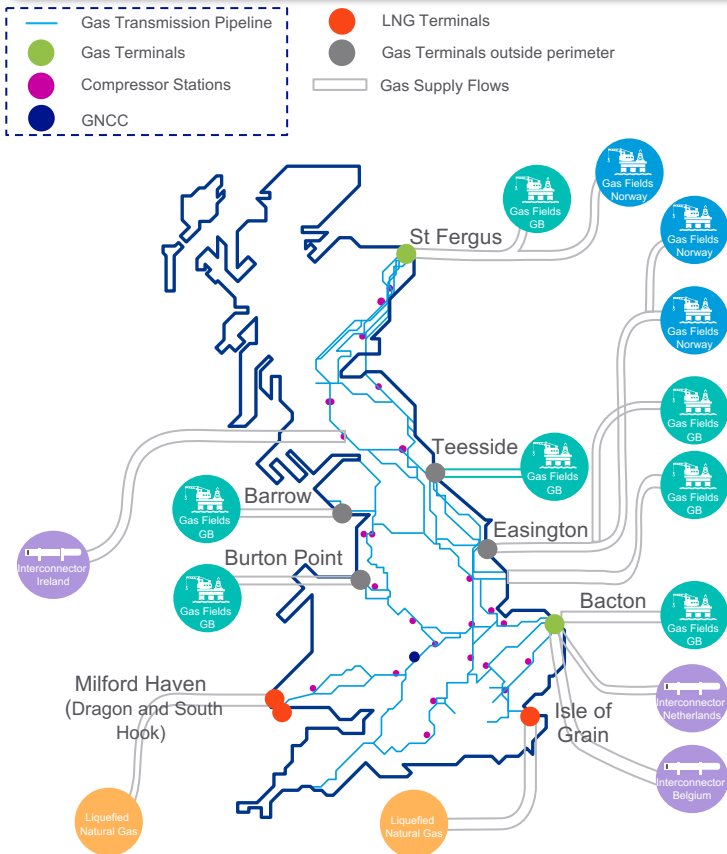 Gas Transmission Pipeline
LNG Terminals
Gas Terminals
Gas Terminals outside perimeter
Compressor Stations
Gas Supply Flows
GNCC
Gas Fields
GB
Gas Fields
Norway
St Fergus
Gas Fields
Norway
Gas Fields
Norway
Gas Fields
GB
Teesside
Gas Fields
GB
Gas Fields
GB
Barrow
Gas Fields
GB
Easington
Interconnector
Ireland
Burton Point
Gas Fields
GB
Bacton
Gas Fields
GB
Milford Haven
(Dragon and South
Hook)
Interconnector
Netherlands
Isle of
Grain
Interconnector
Belgium
Liquefied
Natural Gas
Liquefied
Natural Gas